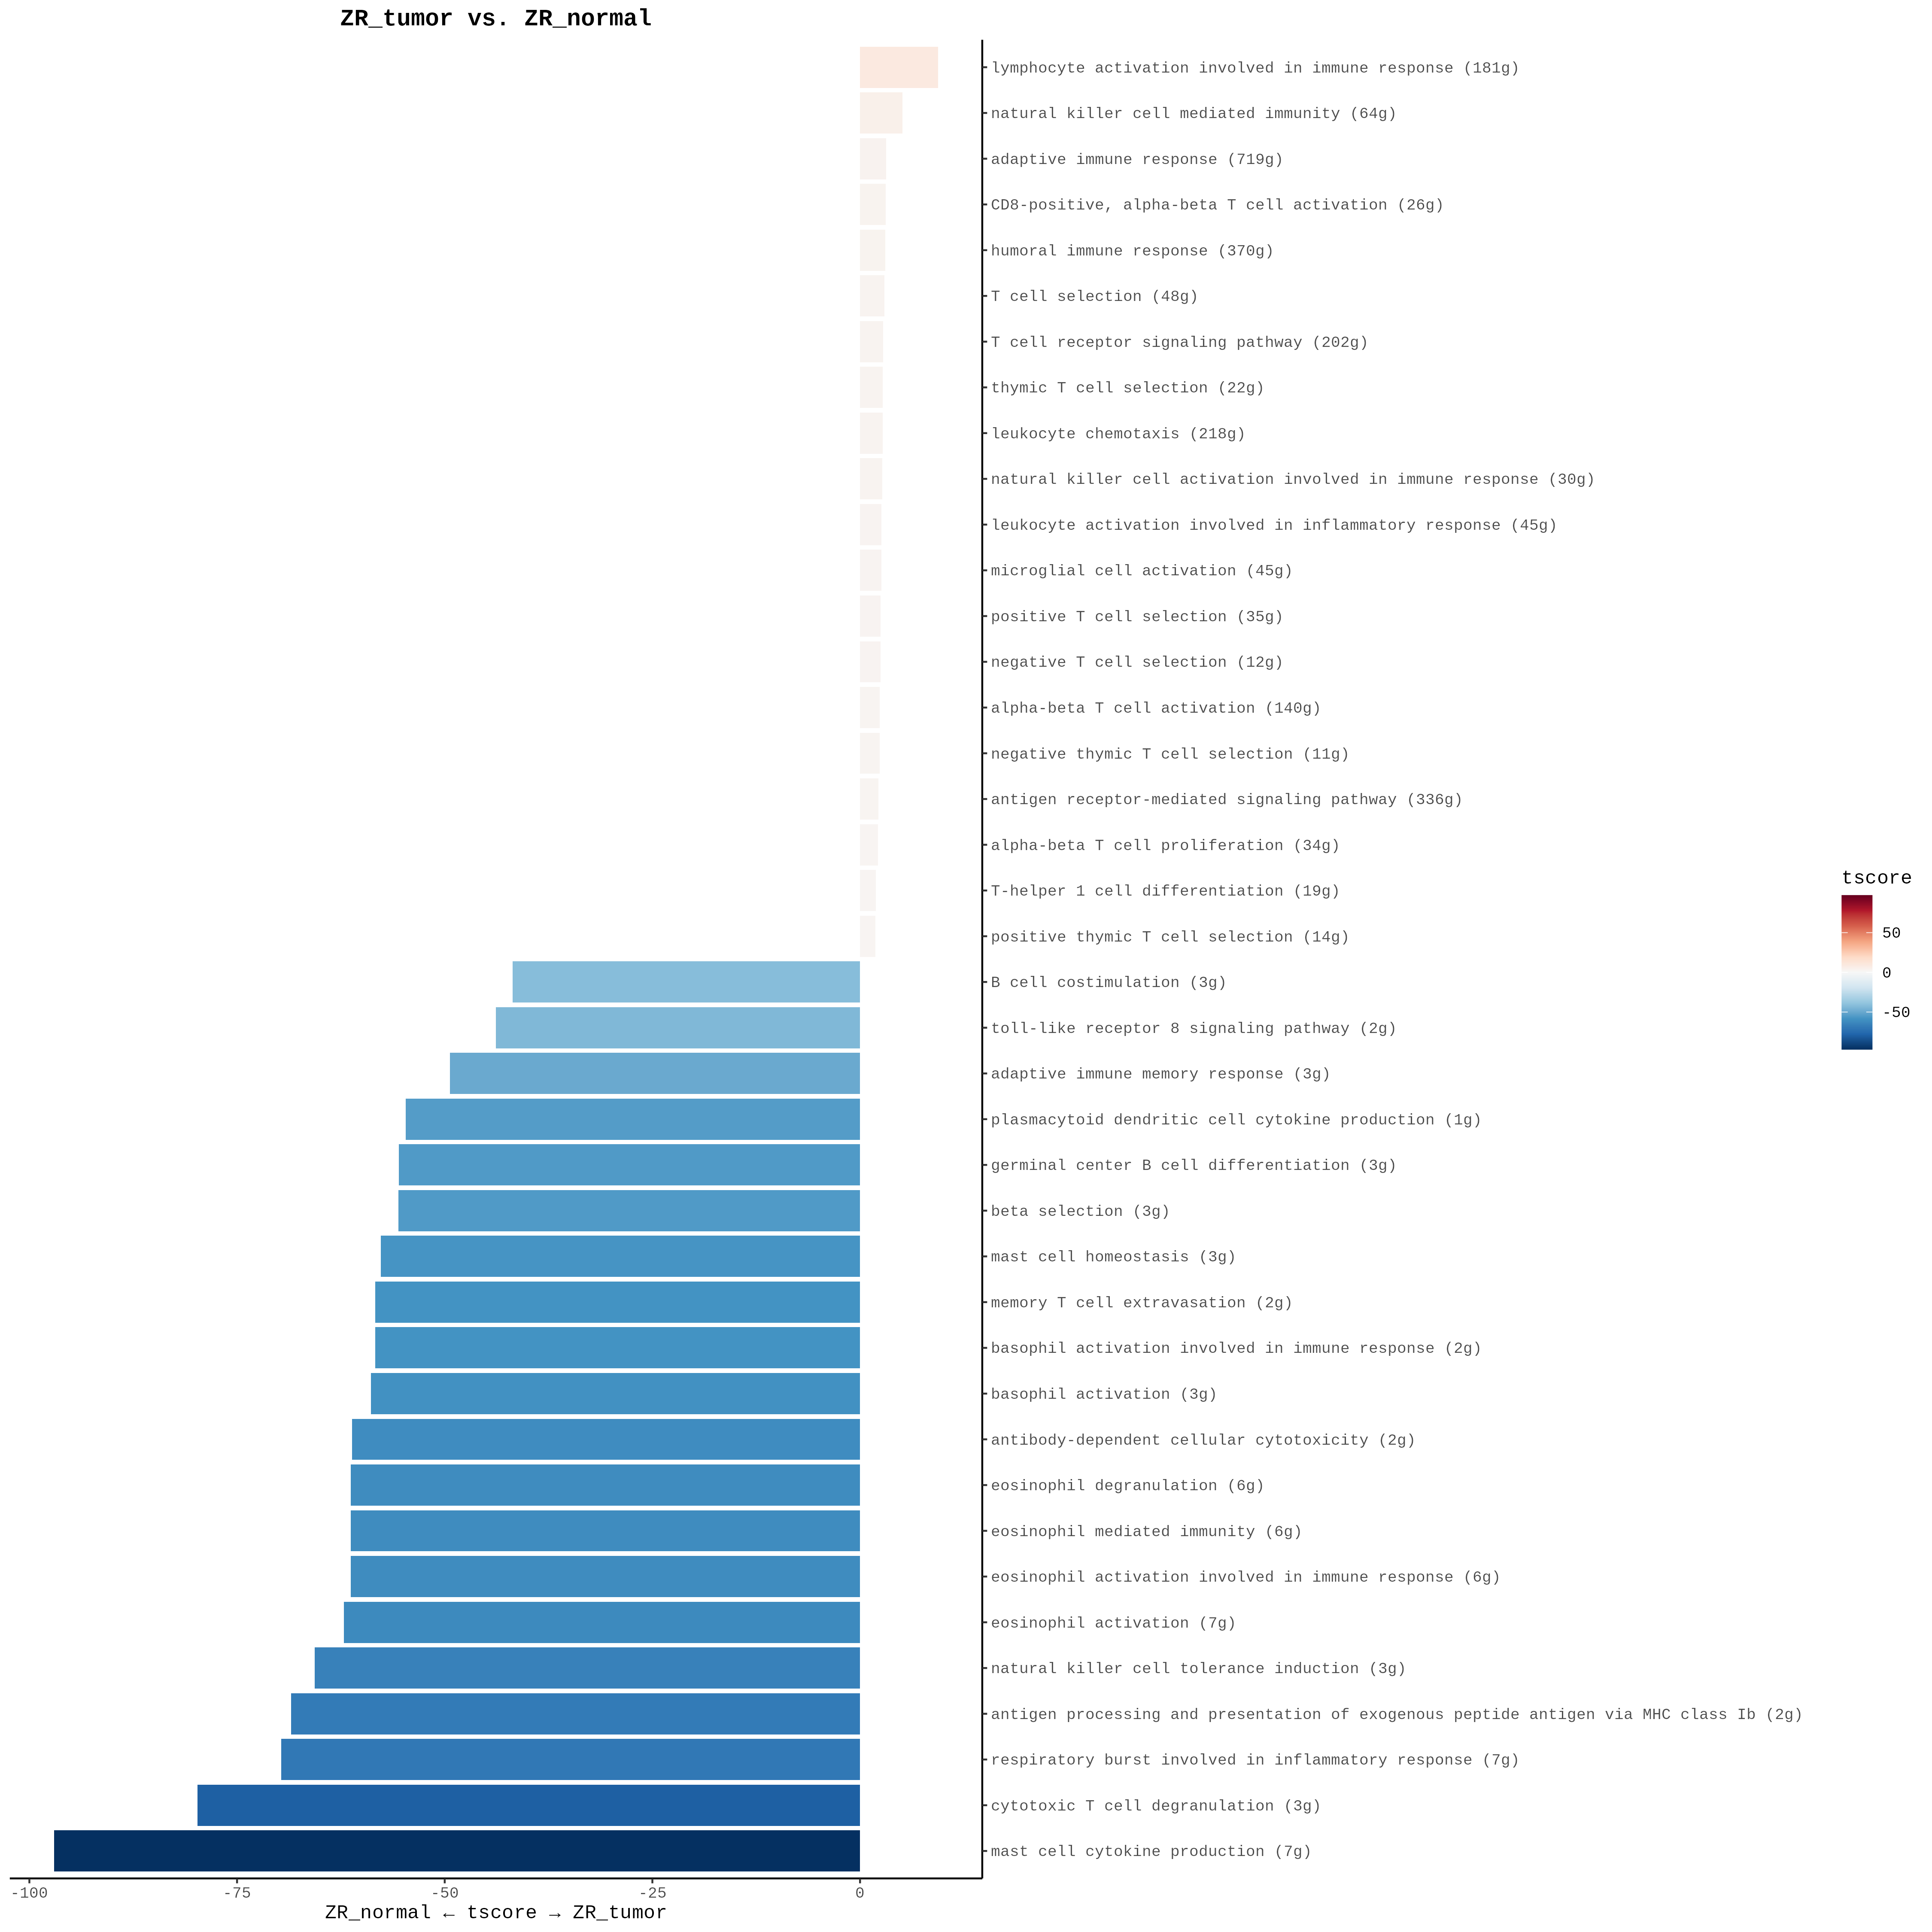 ZR_tumor vs. ZR_normal
lymphocyte activation involved in immune response (181g)
natural killer cell mediated immunity (64g)
adaptive immune response (719g)
CD8-positive, alpha-beta T cell activation (26g)
humoral immune response (370g)
T cell selection (48g)
T cell receptor signaling pathway (202g)
thymic T cell selection (22g)
leukocyte chemotaxis (218g)
natural killer cell activation involved in immune response (30g)
leukocyte activation involved in inflammatory response (45g)
microglial cell activation (45g)
positive T cell selection (35g)
negative T cell selection (12g)
alpha-beta T cell activation (140g)
negative thymic T cell selection (11g)
antigen receptor-mediated signaling pathway (336g)
alpha-beta T cell proliferation (34g)
T-helper 1 cell differentiation (19g)
positive thymic T cell selection (14g)
B cell costimulation (3g)
toll-like receptor 8 signaling pathway (2g)
adaptive immune memory response (3g)
plasmacytoid dendritic cell cytokine production (1g)
germinal center B cell differentiation (3g)
beta selection (3g)
mast cell homeostasis (3g)
memory T cell extravasation (2g)
basophil activation involved in immune response (2g)
basophil activation (3g)
antibody-dependent cellular cytotoxicity (2g)
eosinophil degranulation (6g)
eosinophil mediated immunity (6g)
eosinophil activation involved in immune response (6g)
eosinophil activation (7g)
natural killer cell tolerance induction (3g)
antigen processing and presentation of exogenous peptide antigen via MHC class Ib (2g)
respiratory burst involved in inflammatory response (7g)
cytotoxic T cell degranulation (3g)
mast cell cytokine production (7g)
-100 -75 -50 -25 0
ZR_normal ← tscore → ZR_tumor
tscore
50
0
-50